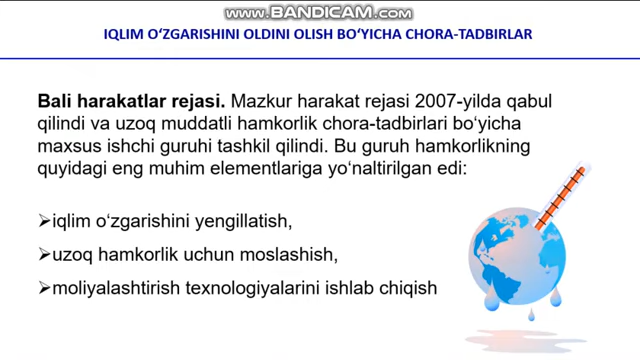 www.BANDICAM.com
IQLIM O‘ZGARISHINI OLDINI OLISH BO‘YICHA CHORA-TADBIRLAR
Bali harakatlar rejasi. Mazkur harakat rejasi 2007-yilda qabul
qilindi va uzoq muddatli hamkorlik chora-tadbirlari bo‘yicha
maxsus ishchi guruhi tashkil qilindi. Bu guruh hamkorlikning
quyidagi eng muhim elementlariga yo‘naltirilgan edi:
➢iqlim o‘zgarishini yengillatish,
➢uzoq hamkorlik uchun moslashish,
➢moliyalashtirish texnologiyalarini ishlab chiqish